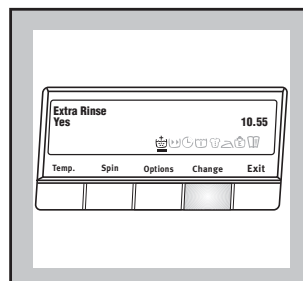 Extra Rinse
Yes 10.55
Temp. Spin Options Change Exit